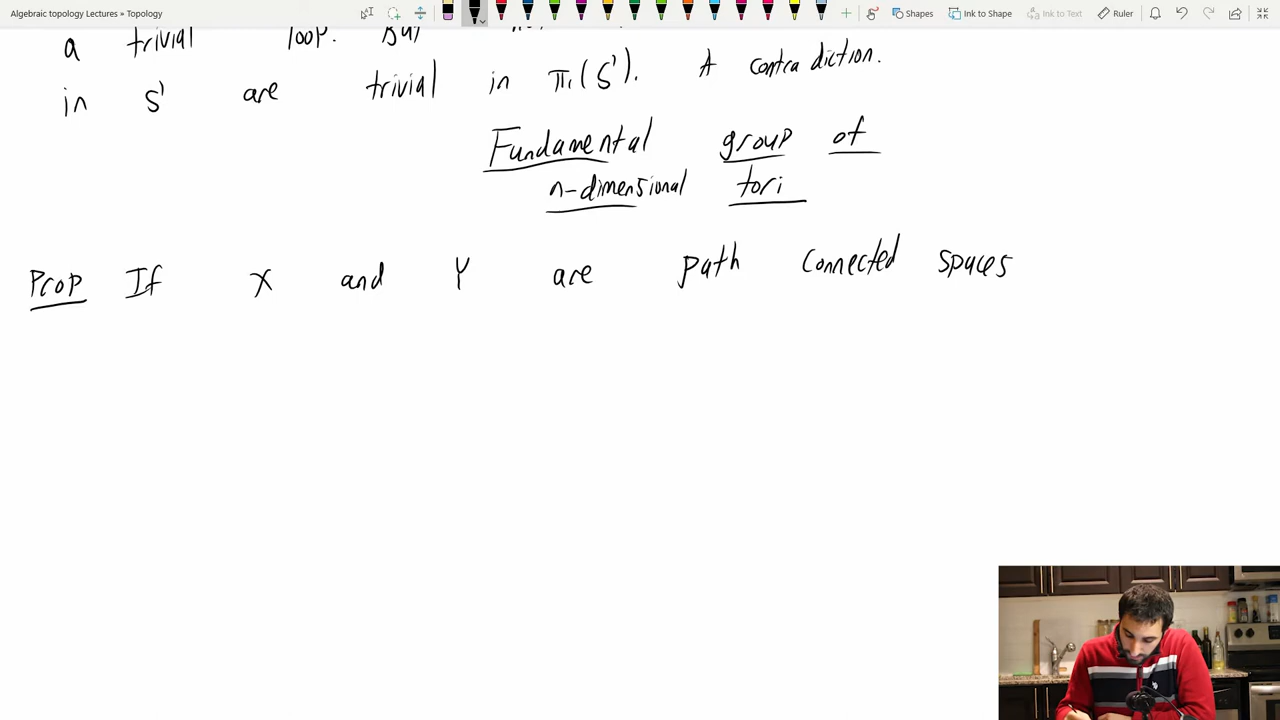 Algebraic topology Lectures » Topology
Shapes Ink to Shape Ink to Text Ruler
a trivial loop. But
in S¹ are trivial in π₁(S¹). A contradiction.
Fundamental group of
n-dimensional tori
Prop If X and Y are path connected spaces